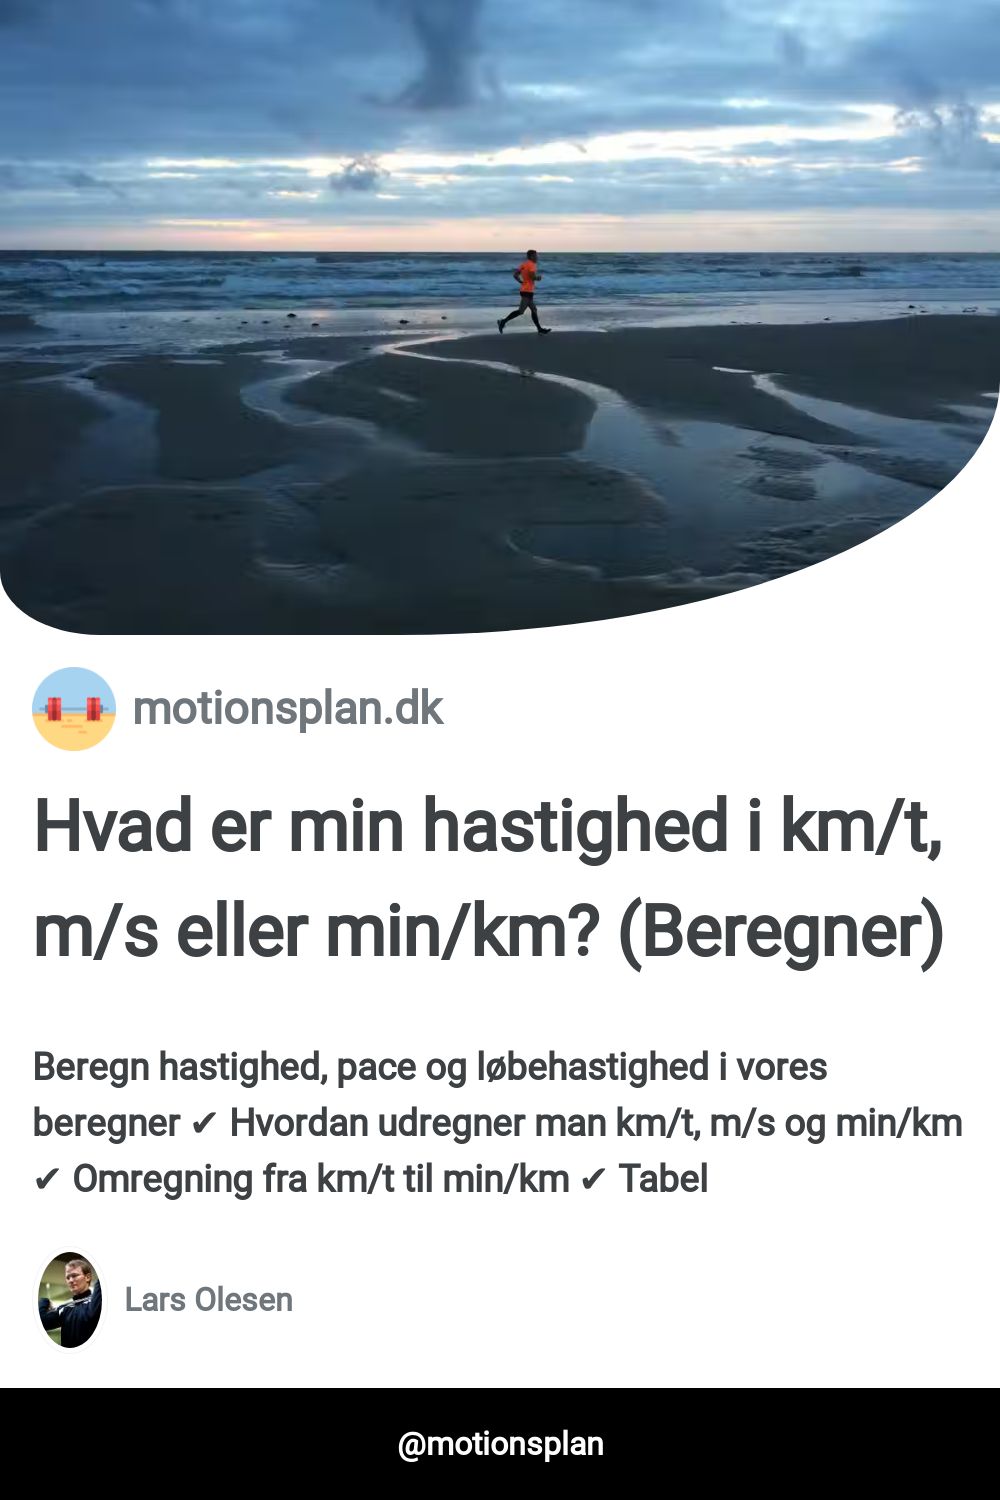 motionsplan.dk
Hvad er min hastighed i km/t,
m/s eller min/km? (Beregner)
Beregn hastighed, pace og løbehastighed i vores
beregner ✔ Hvordan udregner man km/t, m/s og min/km
✔ Omregning fra km/t til min/km ✔ Tabel
Lars Olesen
@motionsplan